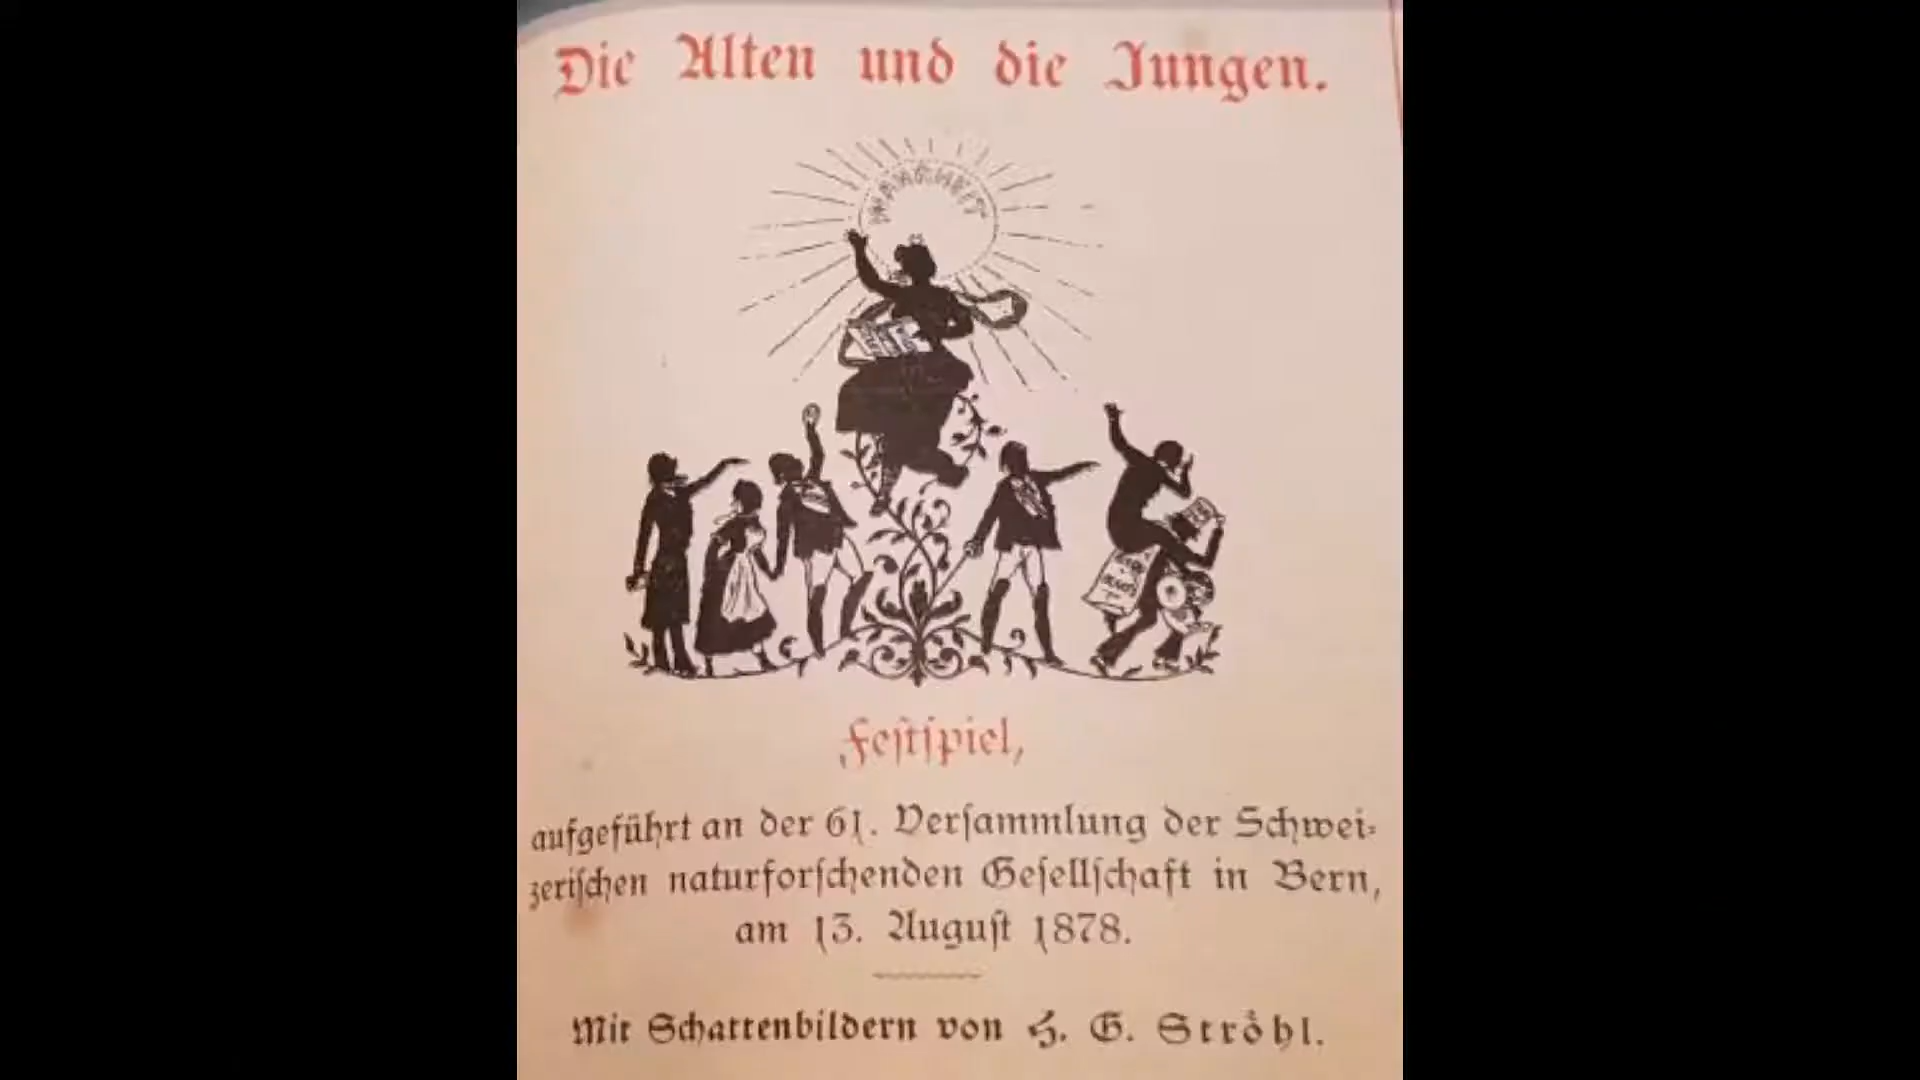 Die Alten und die Jungen.
WAHRHEIT
Feſtſpiel,
aufgeführt an der 61. Verſammlung der Schwei⸗
zeriſchen naturforſchenden Geſellſchaft in Bern,
am 13. Auguſt 1878.
Mit Schattenbildern von H. G. Ströhl.